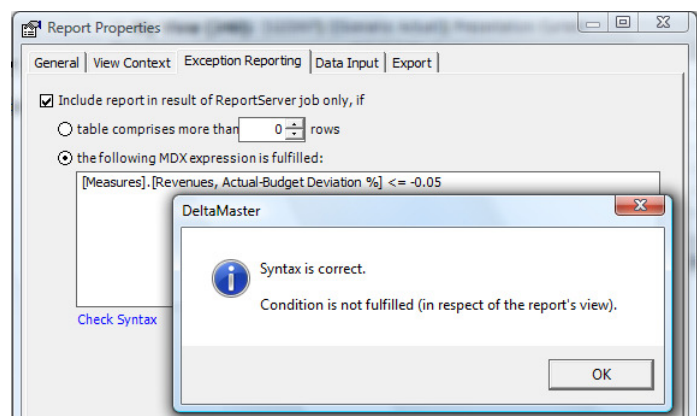 Report Properties
General View Context Exception Reporting Data Input Export
Include report in result of ReportServer job only, if
table comprises more than 0 rows
the following MDX expression is fulfilled:
[Measures].[Revenues, Actual-Budget Deviation %] <= -0.05
DeltaMaster
Syntax is correct.
Condition is not fulfilled (in respect of the report's view).
Check Syntax
OK